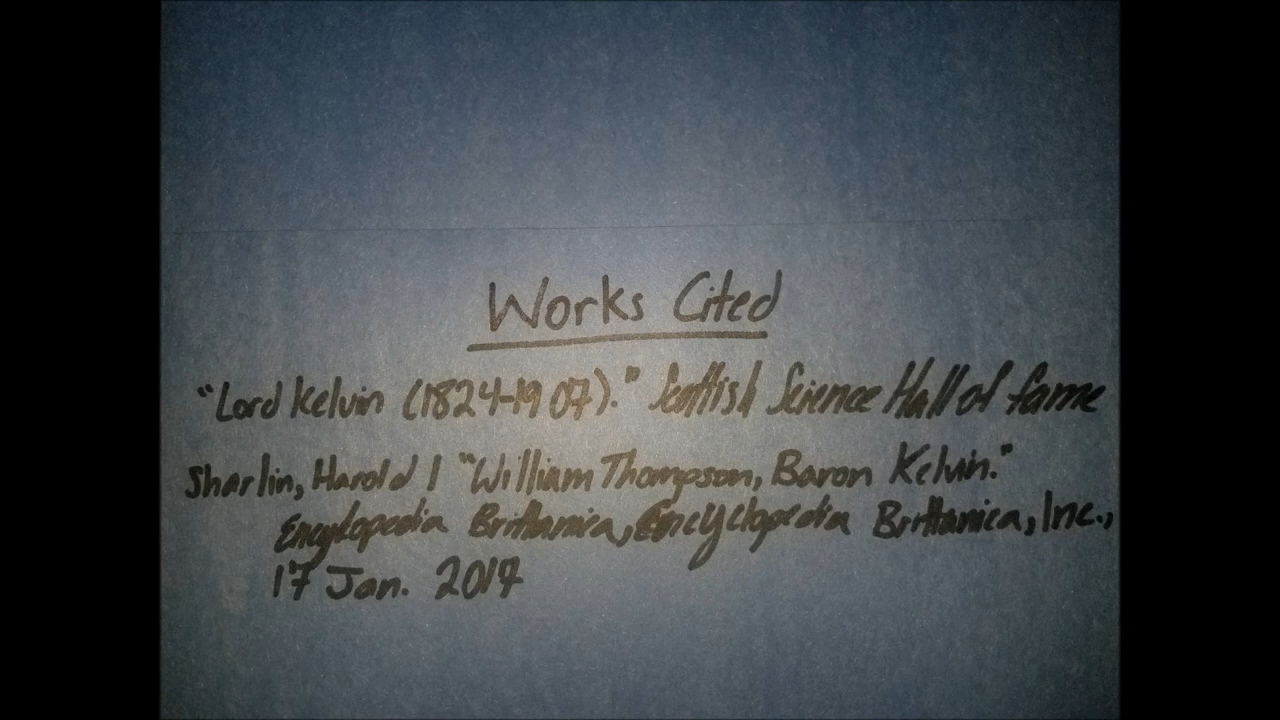 Works Cited
"Lord Kelvin (1824-1907)." Scottish Science Hall of fame
Sharlin, Harold I "William Thompson, Baron Kelvin."
Encyclopedia Brittanica, Encyclopedia Brittanica, Inc.,
17 Jan. 2017